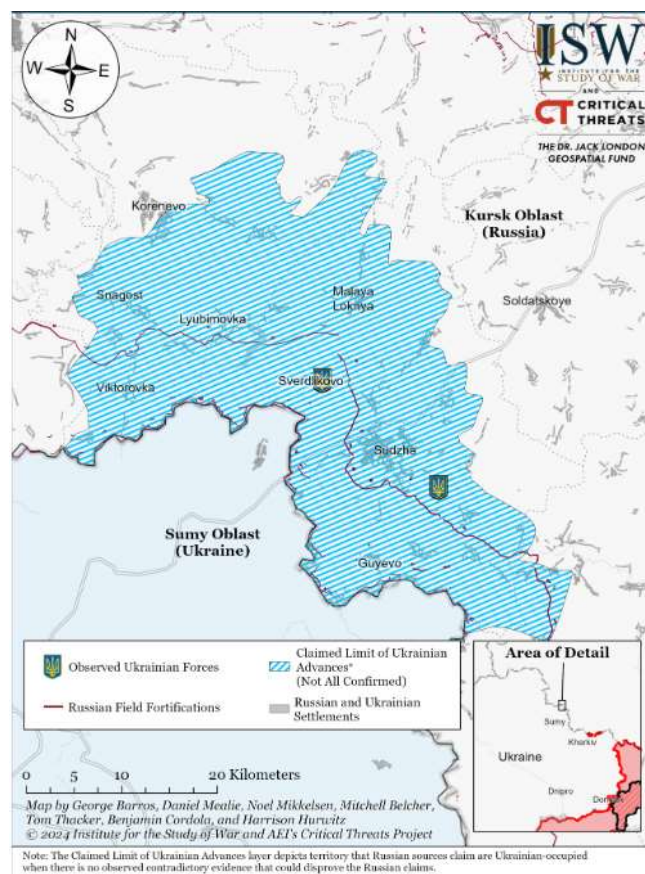 N
W
E
S
ISW
INSTITUTE FOR THE
STUDY OF WAR
AND
CT CRITICAL
THREATS
THE DR. JACK LONDON
GEOSPATIAL FUND
Korenevo
Kursk Oblast
(Russia)
Snagost
Malaya
Loknya
Soldatskoye
Lyubimovka
Viktorovka
Sverdlikovo
Sudzha
Sumy Oblast
(Ukraine)
Guyevo
Observed Ukrainian Forces
Claimed Limit of Ukrainian
Advances*
(Not All Confirmed)
Russian Field Fortifications
Russian and Ukrainian
Settlements
Area of Detail
Sumy
Kharkiv
Ukraine
Dnipro
0 5 10 20 Kilometers
Map by George Barros, Daniel Mealie, Noel Mikkelsen, Mitchell Belcher,
Tom Thacker, Benjamin Cordola, and Harrison Hurwitz
© 2024 Institute for the Study of War and AEI's Critical Threats Project
Note: The Claimed Limit of Ukrainian Advances layer depicts territory that Russian sources claim are Ukrainian-occupied
when there is no observed contradictory evidence that could disprove the Russian claims.